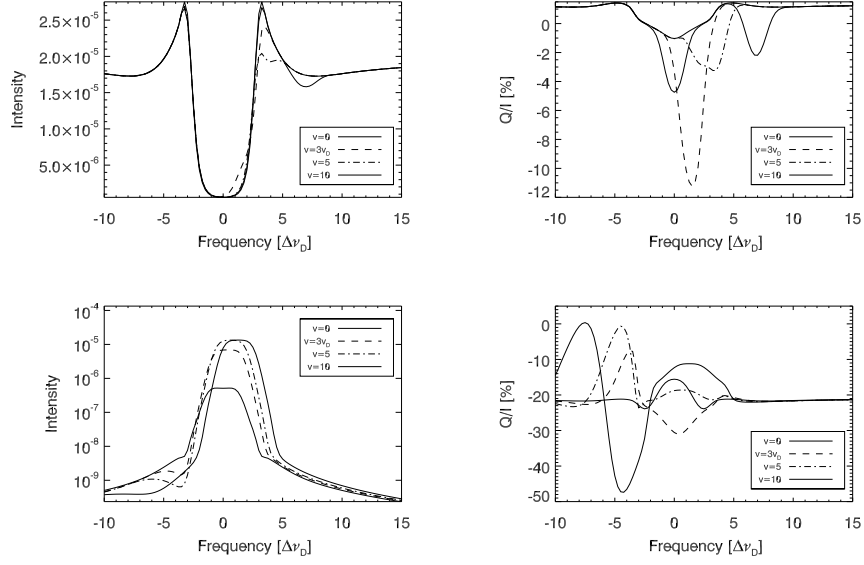 2.5×10⁻⁵
2.0×10⁻⁵
1.5×10⁻⁵
1.0×10⁻⁵
5.0×10⁻⁶
Intensity
v=0
v=3v_D
v=5
v=10
-10 -5 0 5 10 15
Frequency [Δν_D]
0
-2
-4
-6
-8
-10
-12
Q/I [%]
v=0
v=3v_D
v=5
v=10
-10 -5 0 5 10 15
Frequency [Δν_D]
10⁻⁴
10⁻⁵
10⁻⁶
10⁻⁷
10⁻⁸
10⁻⁹
Intensity
v=0
v=3v_D
v=5
v=10
-10 -5 0 5 10 15
Frequency [Δν_D]
0
-10
-20
-30
-40
-50
Q/I [%]
v=0
v=3v_D
v=5
v=10
-10 -5 0 5 10 15
Frequency [Δν_D]